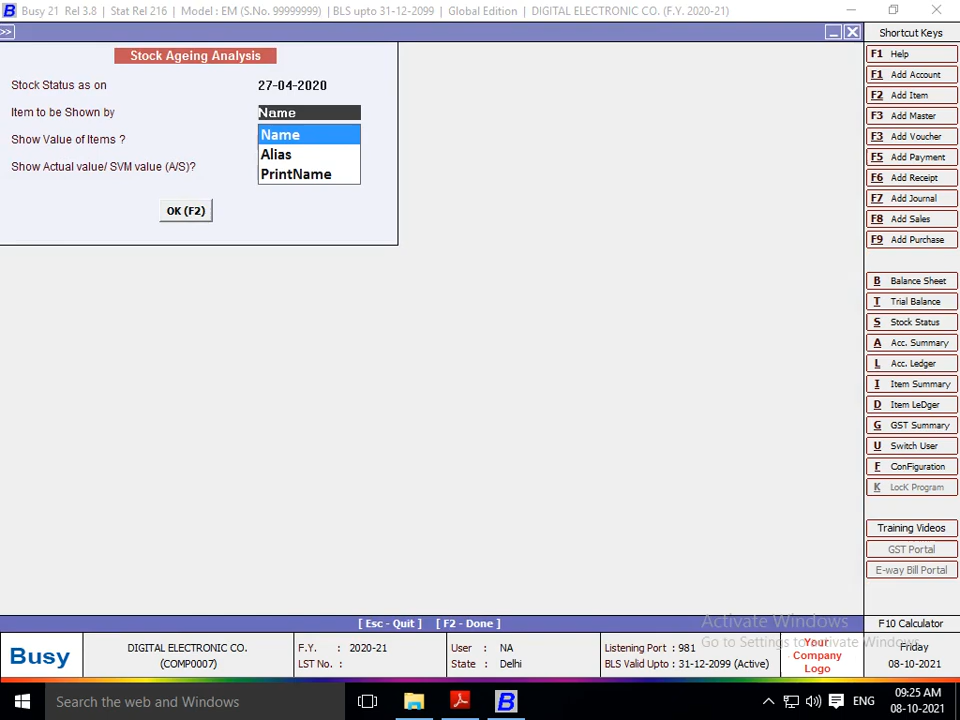 B Busy 21 Rel 3.8 | Stat Rel 216 | Model : EM (S.No. 99999999) | BLS upto 31-12-2099 | Global Edition | DIGITAL ELECTRONIC CO. (F.Y. 2020-21)
>>
Shortcut Keys
Stock Ageing Analysis
Stock Status as on 27-04-2020
Item to be Shown by Name
Show Value of Items ?
Show Actual value/ SVM value (A/S)?
Name
Alias
PrintName
OK (F2)
F1 Help
F1 Add Account
F2 Add Item
F3 Add Master
F3 Add Voucher
F5 Add Payment
F6 Add Receipt
F7 Add Journal
F8 Add Sales
F9 Add Purchase
B Balance Sheet
T Trial Balance
S Stock Status
A Acc. Summary
L Acc. Ledger
I Item Summary
D Item LeDger
G GST Summary
U Switch User
F ConFiguration
K LocK Program
Training Videos
GST Portal
E-way Bill Portal
F10 Calculator
[ Esc - Quit ] [ F2 - Done ]
Activate Windows
Go to Settings to activate Windows.
Busy
DIGITAL ELECTRONIC CO.
(COMP0007)
F.Y. : 2020-21
LST No. :
User : NA
State : Delhi
Listening Port : 981
BLS Valid Upto : 31-12-2099 (Active)
Your
Company
Logo
Friday
08-10-2021
Search the web and Windows
B
ENG
09:25 AM
08-10-2021